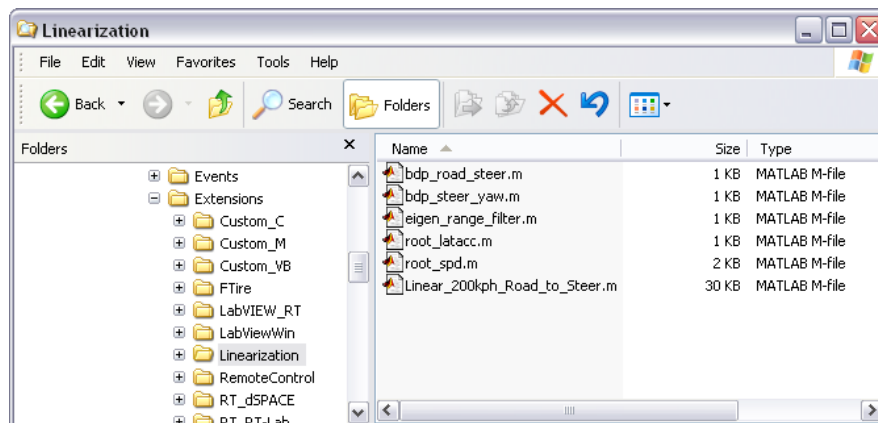 Linearization
File Edit View Favorites Tools Help
Back Search Folders
Folders x
Name Size Type
Events
Extensions
Custom_C
Custom_M
Custom_VB
FTire
LabVIEW_RT
LabViewWin
Linearization
RemoteControl
RT_dSPACE
RT_RT-Lab
bdp_road_steer.m 1 KB MATLAB M-file
bdp_steer_yaw.m 1 KB MATLAB M-file
eigen_range_filter.m 1 KB MATLAB M-file
root_latacc.m 1 KB MATLAB M-file
root_spd.m 2 KB MATLAB M-file
Linear_200kph_Road_to_Steer.m 30 KB MATLAB M-file